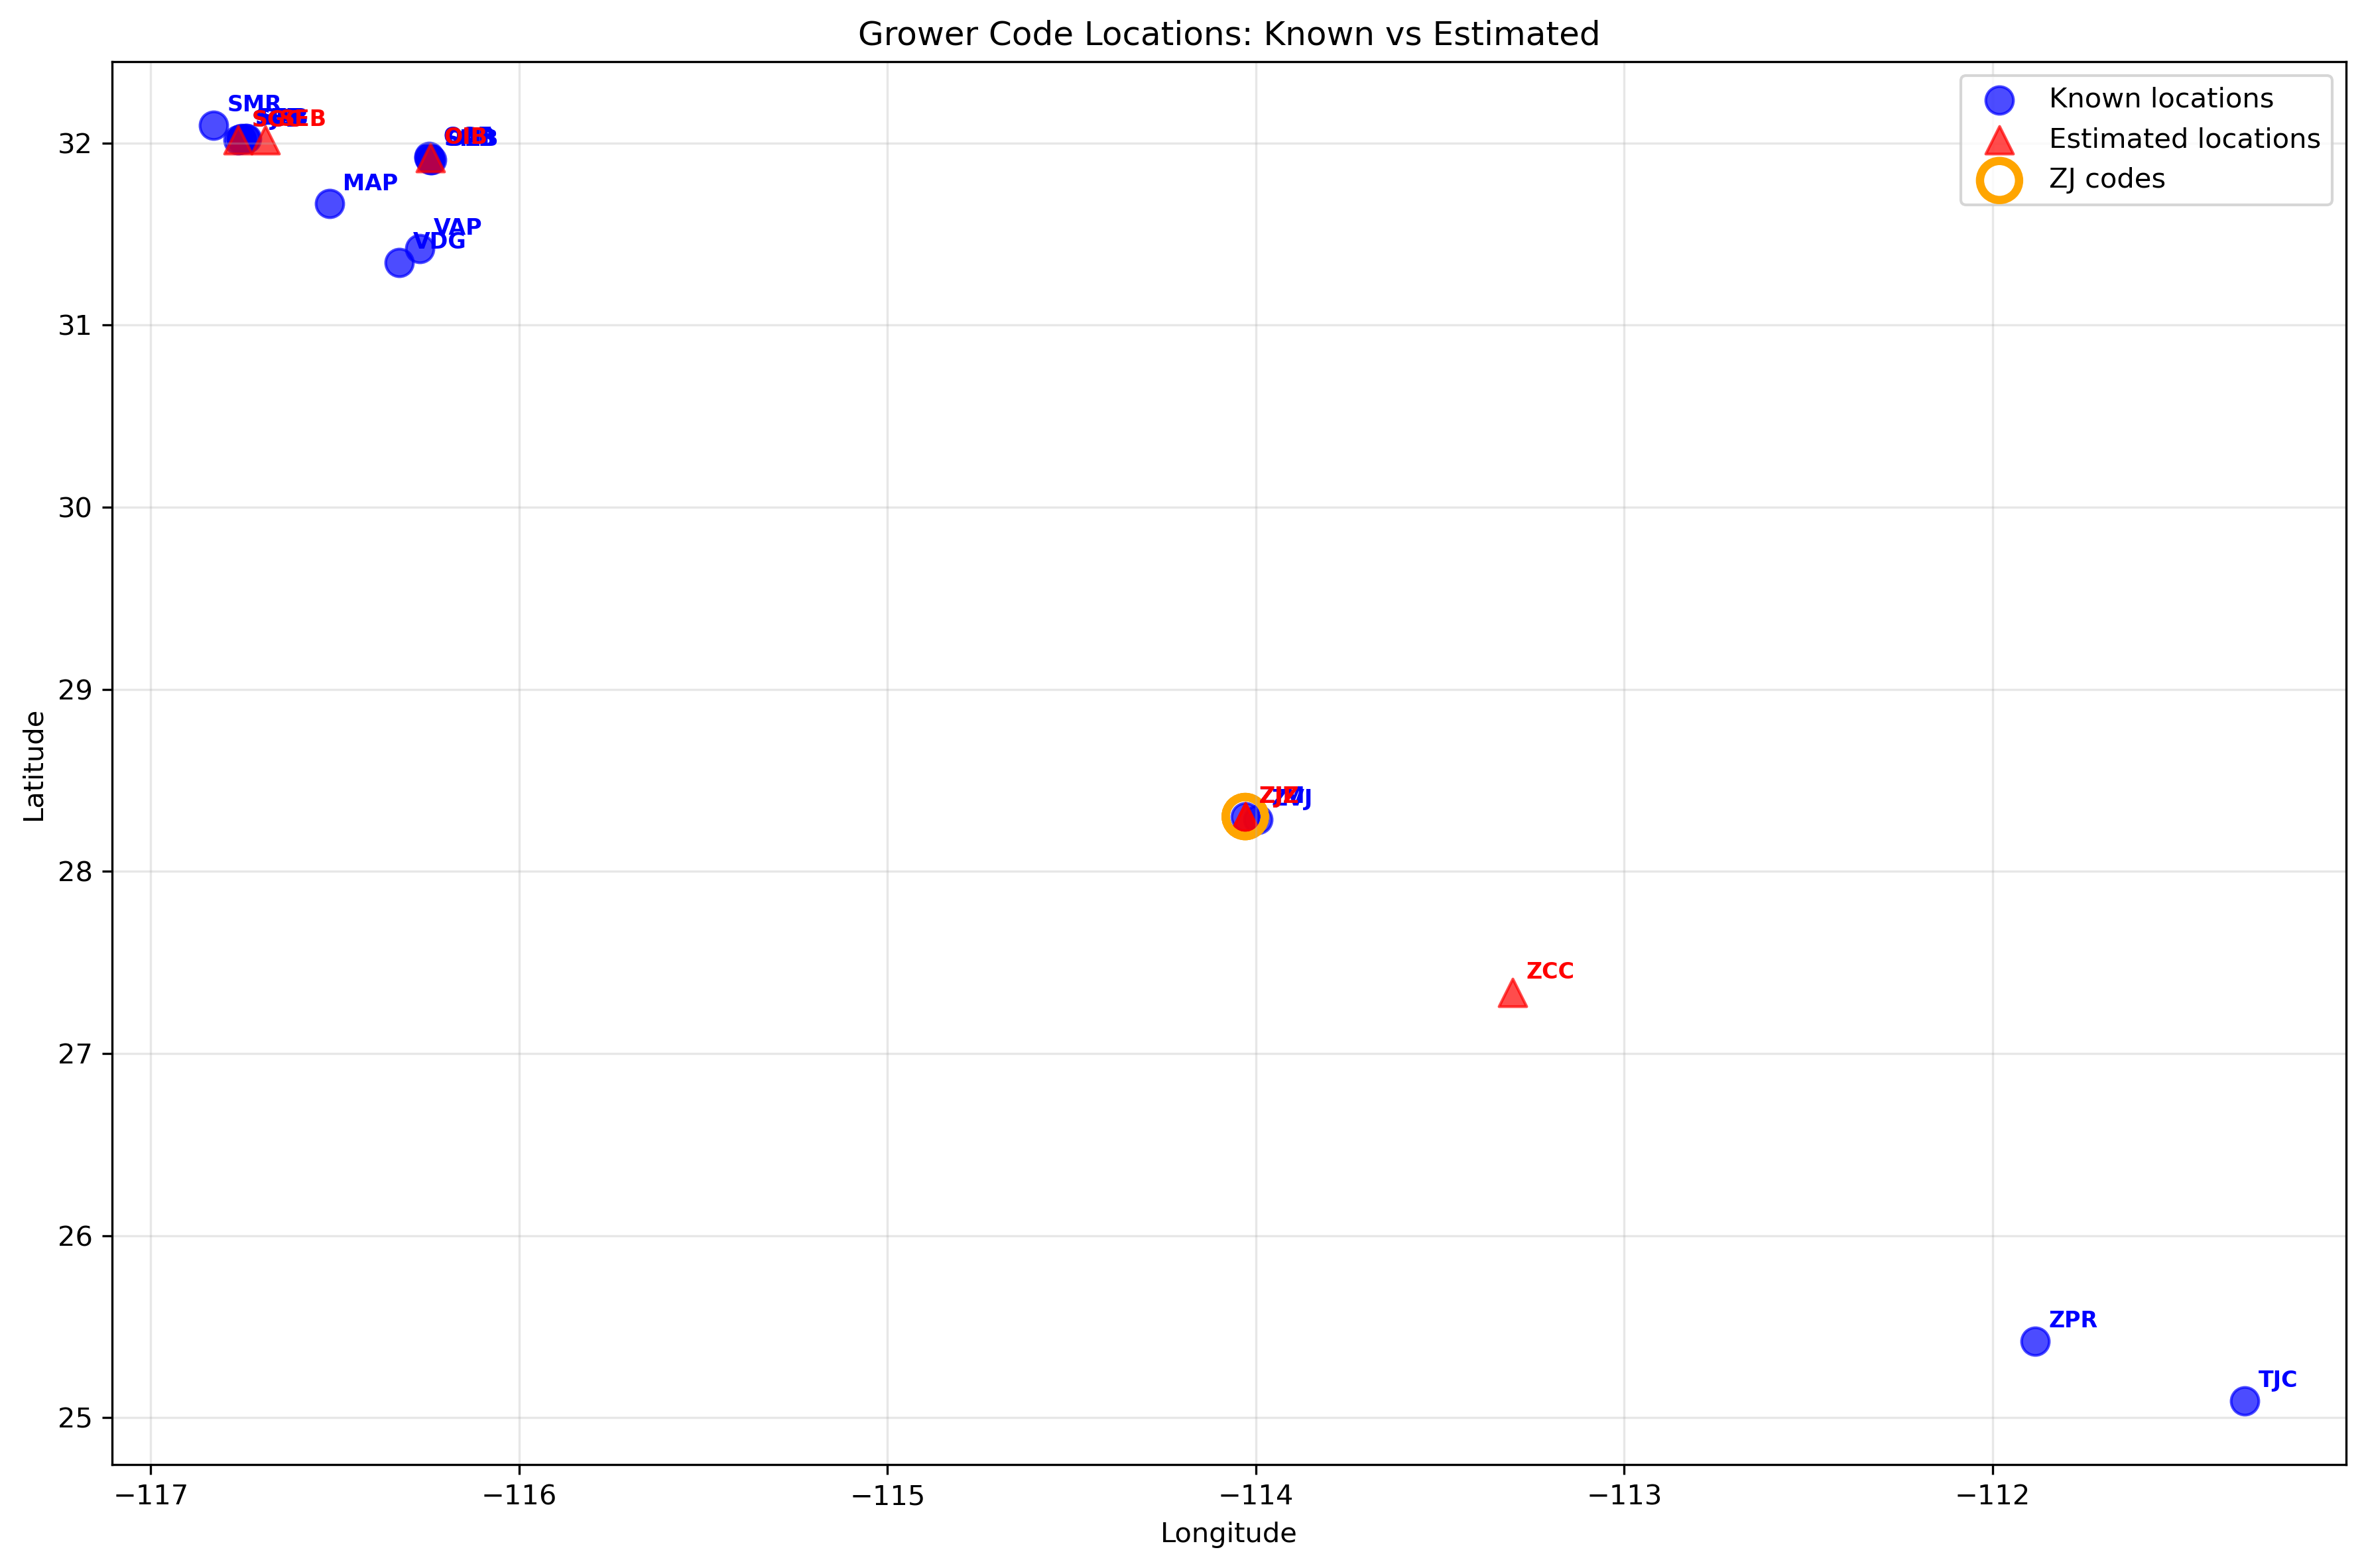 Grower Code Locations: Known vs Estimated
Known locations
Estimated locations
ZJ codes
SMR
MAP
VAP
VDG
ZCC
ZPR
TJC
Latitude
32
31
30
29
28
27
26
25
−117
−116
−115
−114
−113
−112
Longitude